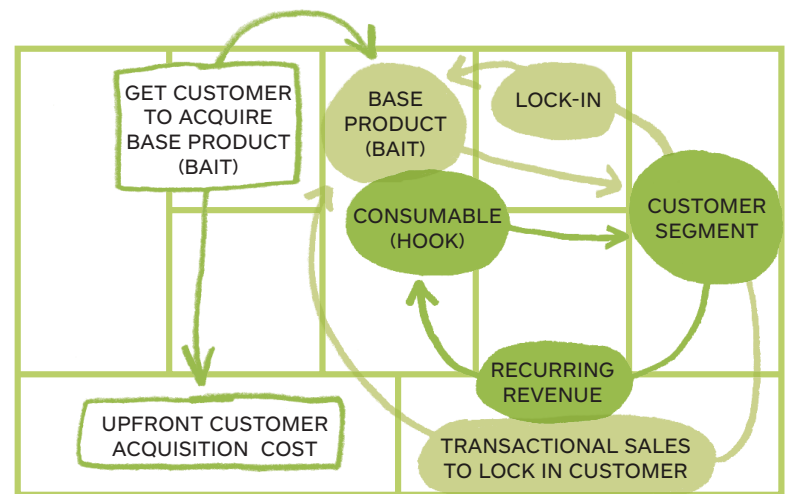 GET CUSTOMER
TO ACQUIRE
BASE PRODUCT
(BAIT)
BASE
PRODUCT
(BAIT)
LOCK-IN
CONSUMABLE
(HOOK)
CUSTOMER
SEGMENT
RECURRING
REVENUE
UPFRONT CUSTOMER
ACQUISITION COST
TRANSACTIONAL SALES
TO LOCK IN CUSTOMER